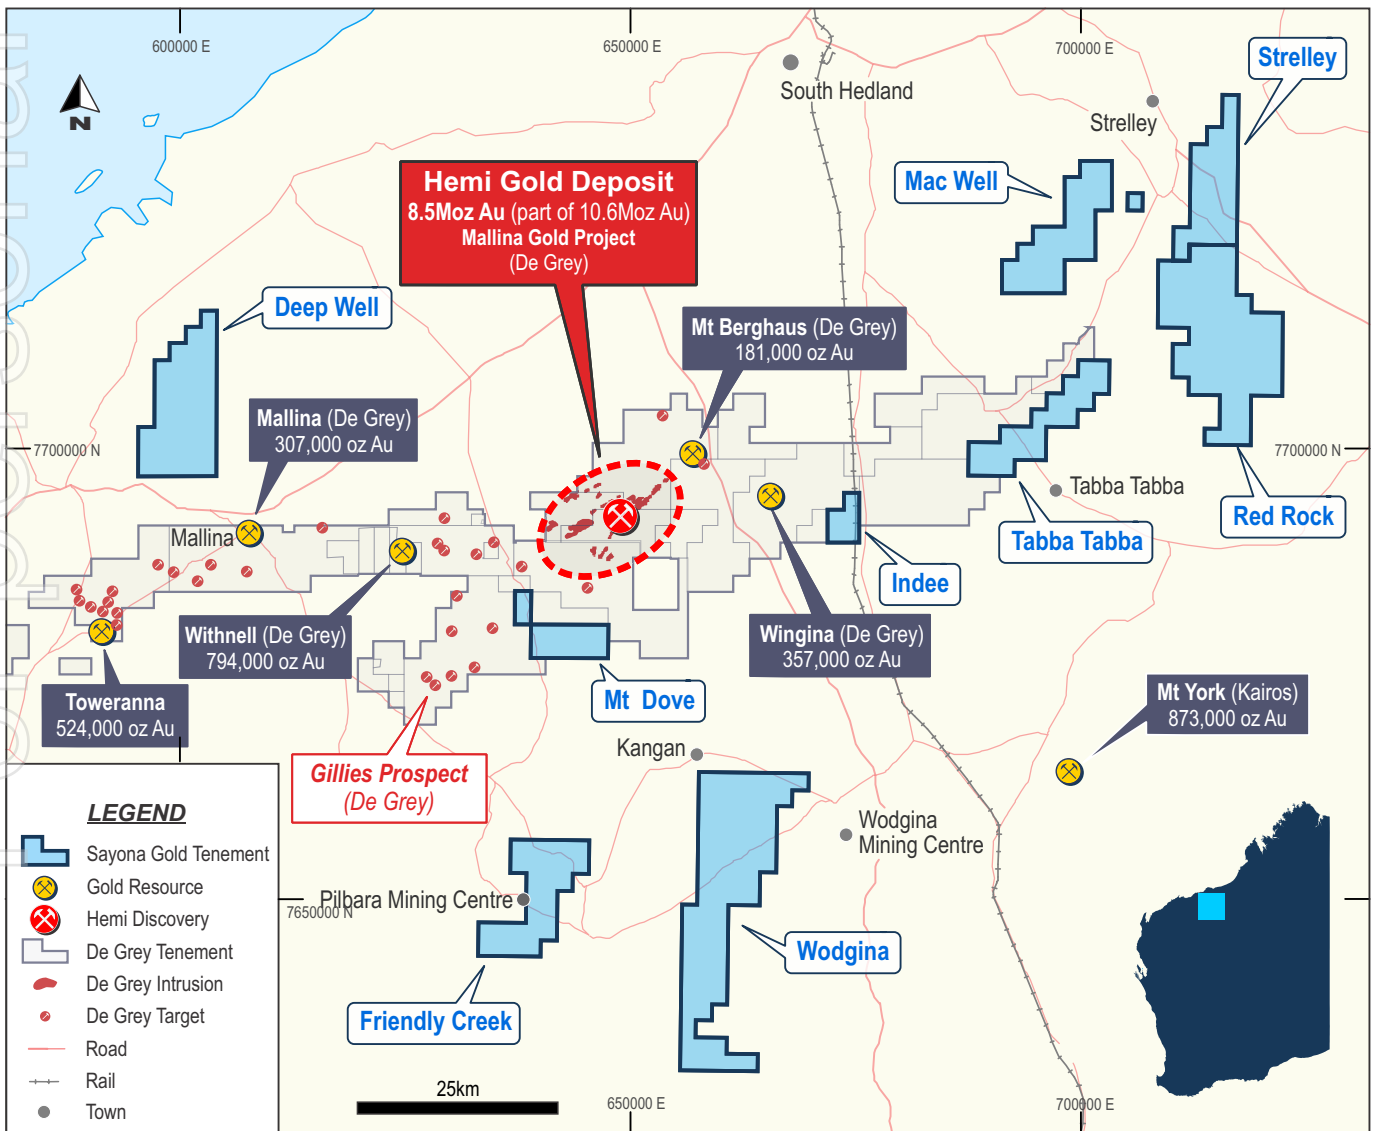 600000 E
650000 E
700000 E
Strelley
South Hedland
Strelley
N
Hemi Gold Deposit
8.5Moz Au (part of 10.6Moz Au)
Mallina Gold Project
(De Grey)
Mac Well
Deep Well
Mt Berghaus (De Grey)
181,000 oz Au
Mallina (De Grey)
307,000 oz Au
7700000 N
7700000 N
Tabba Tabba
Red Rock
Mallina
Tabba Tabba
Indee
Withnell (De Grey)
794,000 oz Au
Wingina (De Grey)
357,000 oz Au
Toweranna
524,000 oz Au
Mt Dove
Mt York (Kairos)
873,000 oz Au
Kangan
Gillies Prospect
(De Grey)
Wodgina
Mining Centre
LEGEND
Sayona Gold Tenement
Gold Resource
Hemi Discovery
De Grey Tenement
De Grey Intrusion
De Grey Target
Road
Rail
Town
Pilbara Mining Centre
7650000 N
Wodgina
Friendly Creek
25km
650000 E
700000 E